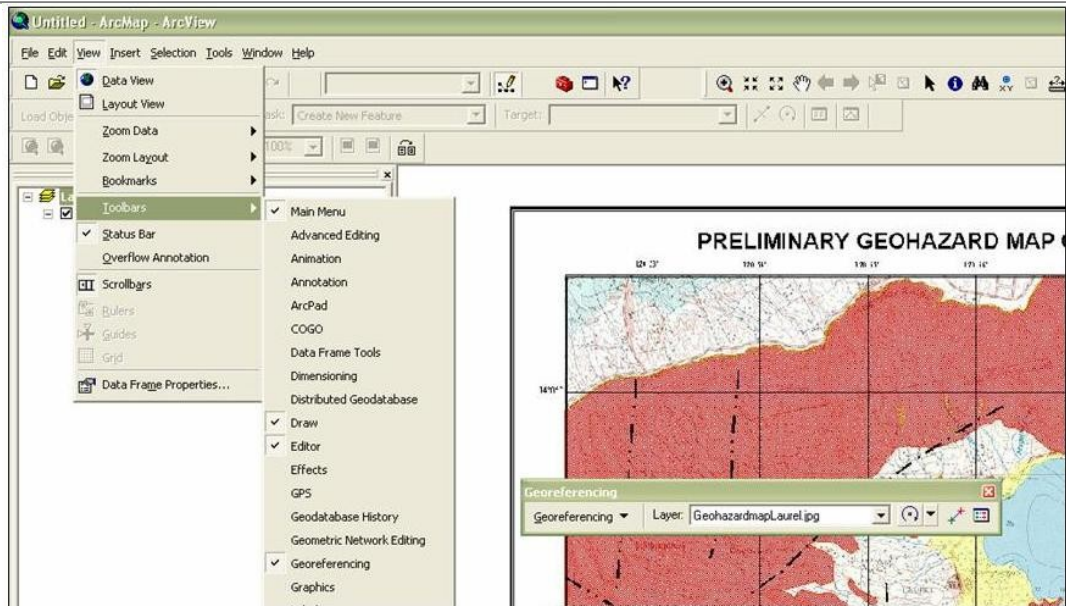 Untitled - ArcMap - ArcView
File Edit View Insert Selection Tools Window Help
Data View
Layout View
Load Obje
ask: Create New Feature
Target:
Zoom Data
100%
Zoom Layout
Bookmarks
La
Toolbars
Main Menu
Status Bar
Advanced Editing
Overflow Annotation
Animation
Scrollbars
Annotation
Rulers
ArcPad
Guides
COGO
Grid
Data Frame Tools
Data Frame Properties...
Dimensioning
Distributed Geodatabase
Draw
Editor
Effects
GPS
Geodatabase History
Geometric Network Editing
Georeferencing
Graphics
PRELIMINARY GEOHAZARD MAP
Georeferencing
Georeferencing Layer: GeohazardmapLaurel.jpg